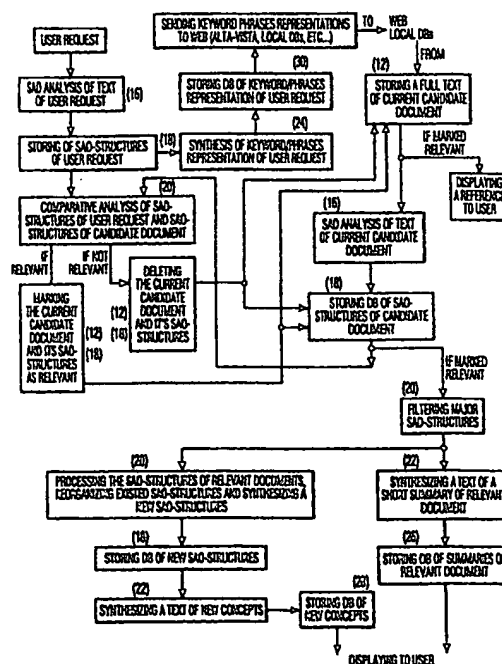 USER REQUEST
SENDING KEYWORD PHRASES REPRESENTATIONS
TO WEB (ALTA-VISTA, LOCAL DBs, ETC...)
TO
WEB
LOCAL DBs
FROM
SAO ANALYSIS OF TEXT
OF USER REQUEST
(16)
(30)
STORING DB OF KEYWORD/PHRASES
REPRESENTATION OF USER REQUEST
(12)
STORING A FULL TEXT
OF CURRENT CANDIDATE
DOCUMENT
STORING OF SAO-STRUCTURES
OF USER REQUEST
(18)
(24)
SYNTHESIS OF KEYWORD/PHRASES
REPRESENTATION OF USER REQUEST
IF MARKED
RELEVANT
DISPLAYING
A REFERENCE
TO USER
(20)
COMPARATIVE ANALYSIS OF SAO-
STRUCTURES OF USER REQUEST AND SAO-
STRUCTURES OF CANDIDATE DOCUMENT
(16)
SAO ANALYSIS OF TEXT
OF CURRENT CANDIDATE
DOCUMENT
IF
RELEVANT
IF NOT
RELEVANT
DELETING
THE CURRENT
CANDIDATE
DOCUMENT
AND IT'S SAO-
STRUCTURES
(12)
(18)
MARKING
THE CURRENT
CANDIDATE
DOCUMENT
AND ITS SAO-
STRUCTURES
AS RELEVANT
(12)
(18)
(18)
STORING DB OF SAO-
STRUCTURES OF CANDIDATE
DOCUMENT
IF MARKED
RELEVANT
(20)
FILTERING MAJOR
SAO-STRUCTURES
(20)
PROCESSING THE SAO-STRUCTURES OF RELEVANT DOCUMENTS,
REORGANIZING EXISTED SAO-STRUCTURES AND SYNTHESIZING A
NEW SAO-STRUCTURES
(22)
SYNTHESIZING A TEXT OF A
SHORT SUMMARY OF RELEVANT
DOCUMENT
(18)
STORING DB OF NEW SAO-STRUCTURES
(26)
STORING DB OF SUMMARIES OF
RELEVANT DOCUMENT
(22)
SYNTHESIZING A TEXT OF NEW CONCEPTS
STORING DB OF
NEW CONCEPTS
DISPLAYING TO USER